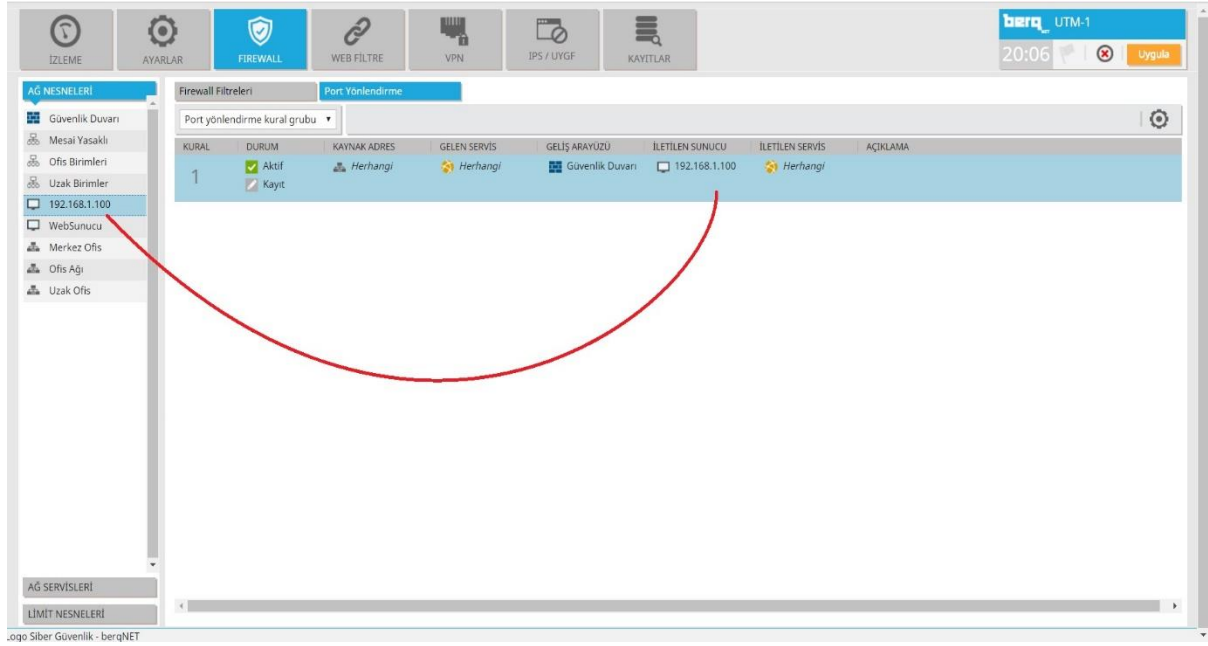 İZLEME
AYARLAR
FIREWALL
WEB FİLTRE
VPN
IPS / UYGF
KAYITLAR
berq UTM-1
NET
20:06
Uygula
AĞ NESNELERİ
Güvenlik Duvarı
Mesai Yasaklı
Ofis Birimleri
Uzak Birimler
192.168.1.100
WebSunucu
Merkez Ofis
Ofis Ağı
Uzak Ofis
AĞ SERVİSLERİ
LİMİT NESNELERİ
Firewall Filtreleri
Port Yönlendirme
Port yönlendirme kural grubu
KURAL DURUM KAYNAK ADRES GELEN SERVİS GELİŞ ARAYÜZÜ İLETİLEN SUNUCU İLETİLEN SERVİS AÇIKLAMA
1 Aktif Herhangi Herhangi Güvenlik Duvarı 192.168.1.100 Herhangi
Kayıt
Logo Siber Güvenlik - berqNET